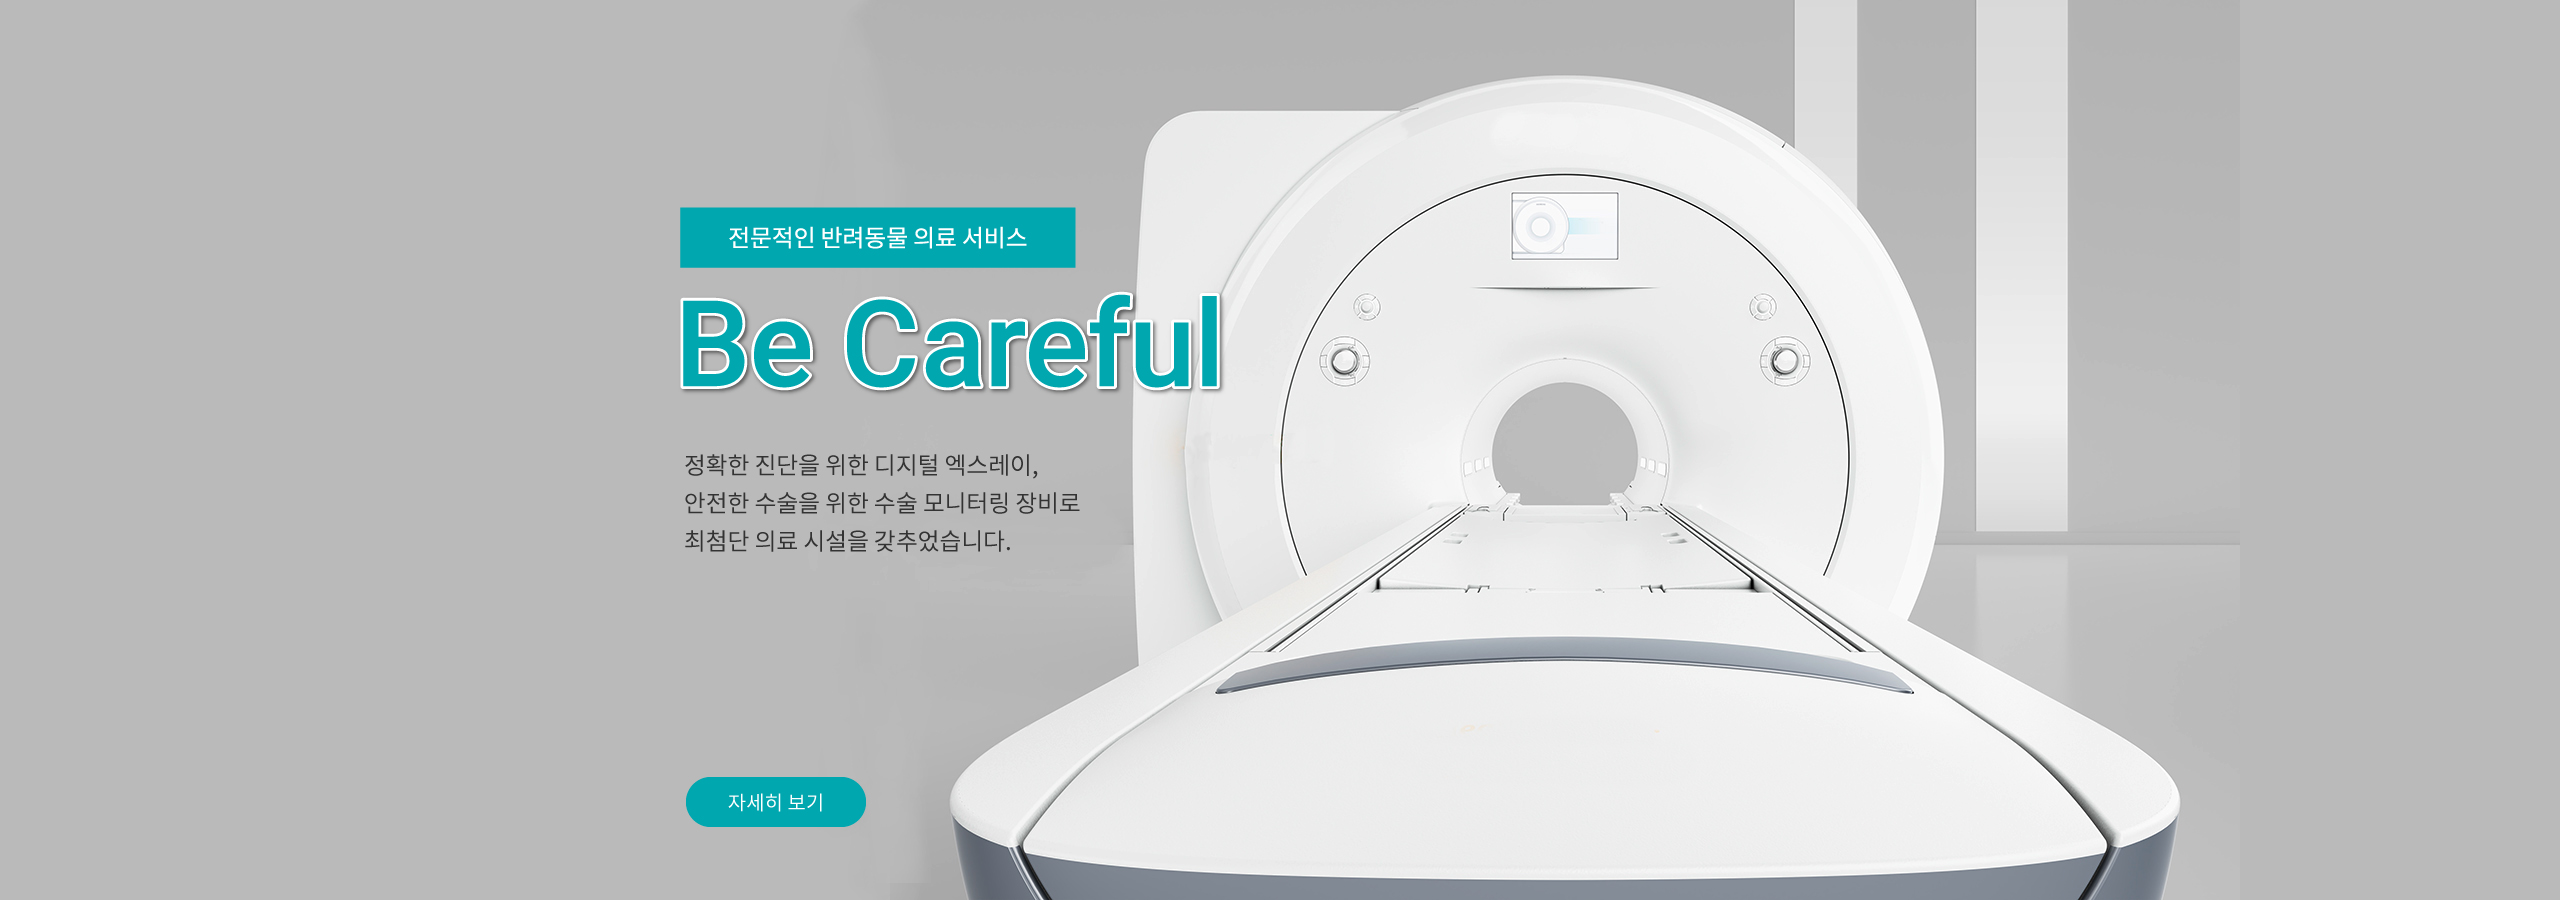 전문적인 반려동물 의료 서비스
Be Careful
정확한 진단을 위한 디지털 엑스레이,
안전한 수술을 위한 수술 모니터링 장비로
최첨단 의료 시설을 갖추었습니다.
자세히 보기